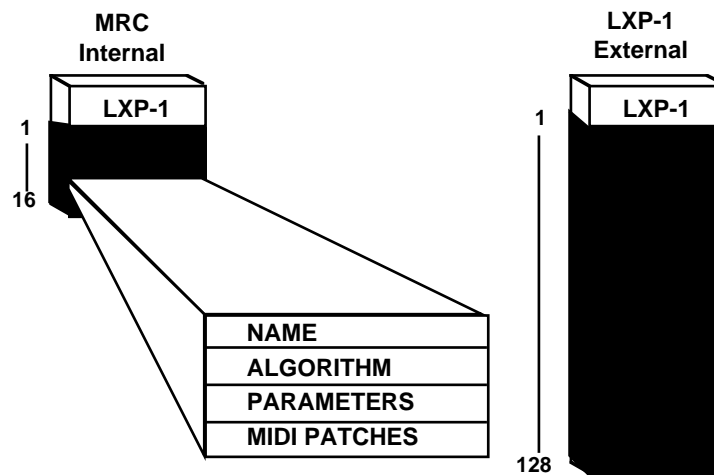 MRC
Internal
LXP-1
1
16
NAME
ALGORITHM
PARAMETERS
MIDI PATCHES
LXP-1
External
LXP-1
1
128